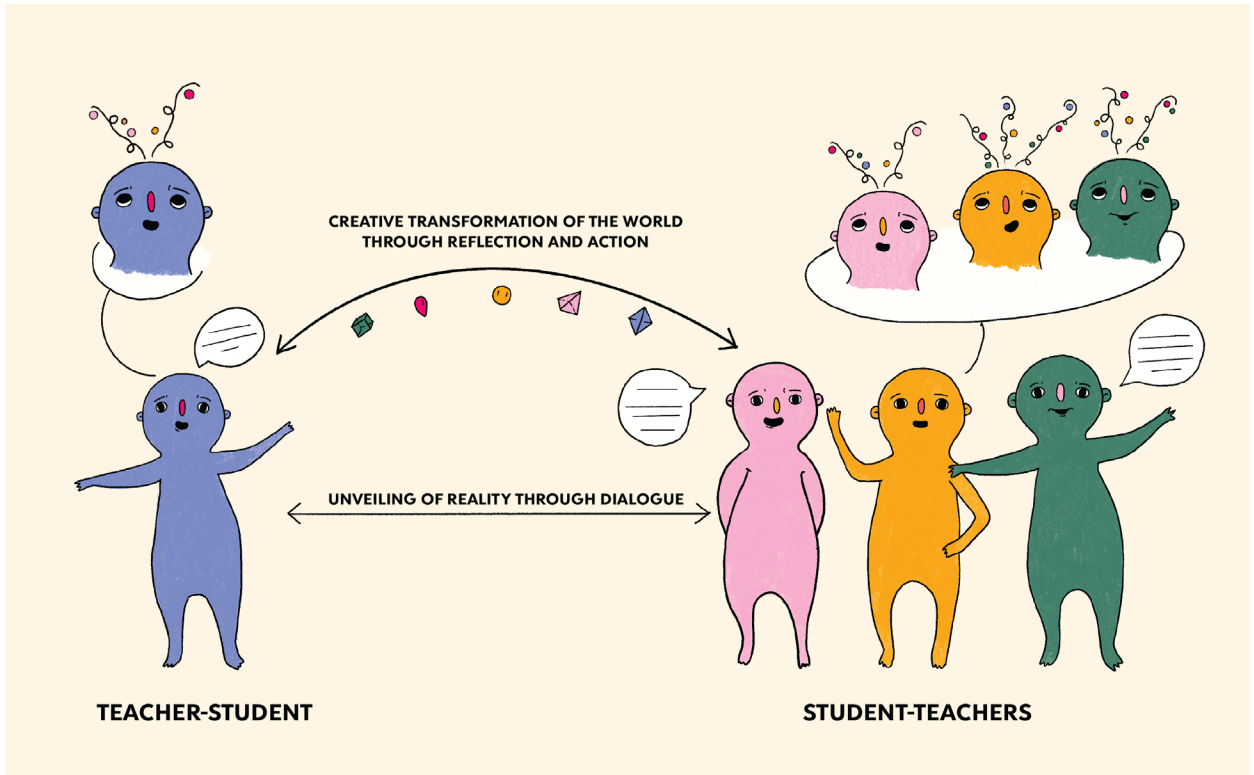 CREATIVE TRANSFORMATION OF THE WORLD
THROUGH REFLECTION AND ACTION
UNVEILING OF REALITY THROUGH DIALOGUE
TEACHER-STUDENT
STUDENT-TEACHERS